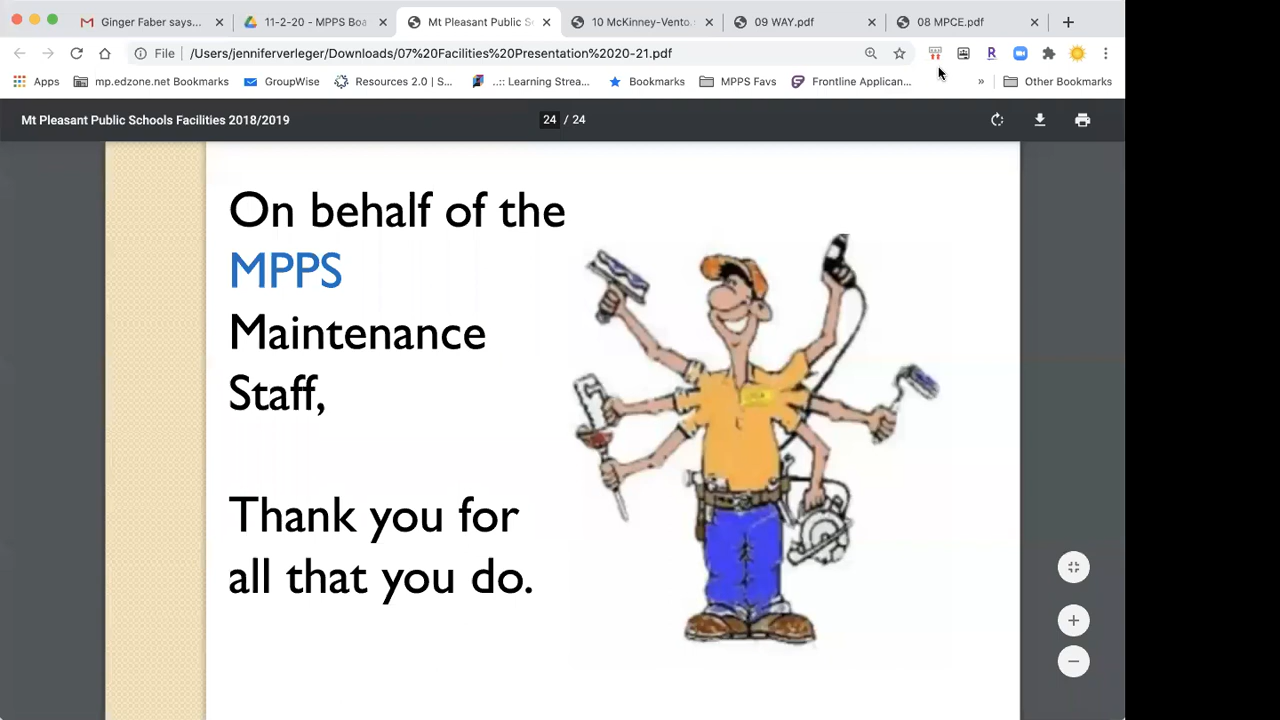 Ginger Faber says...
11-2-20 - MPPS Boa
Mt Pleasant Public S
10 McKinney-Vento.
09 WAY.pdf
08 MPCE.pdf
File /Users/jenniferverleger/Downloads/07%20Facilities%20Presentation%2020-21.pdf
Apps mp.edzone.net Bookmarks GroupWise Resources 2.0 | S... ..:: Learning Strea... Bookmarks MPPS Favs Frontline Applican... » Other Bookmarks
Mt Pleasant Public Schools Facilities 2018/2019 24 / 24
On behalf of the
MPPS
Maintenance
Staff,
Thank you for
all that you do.